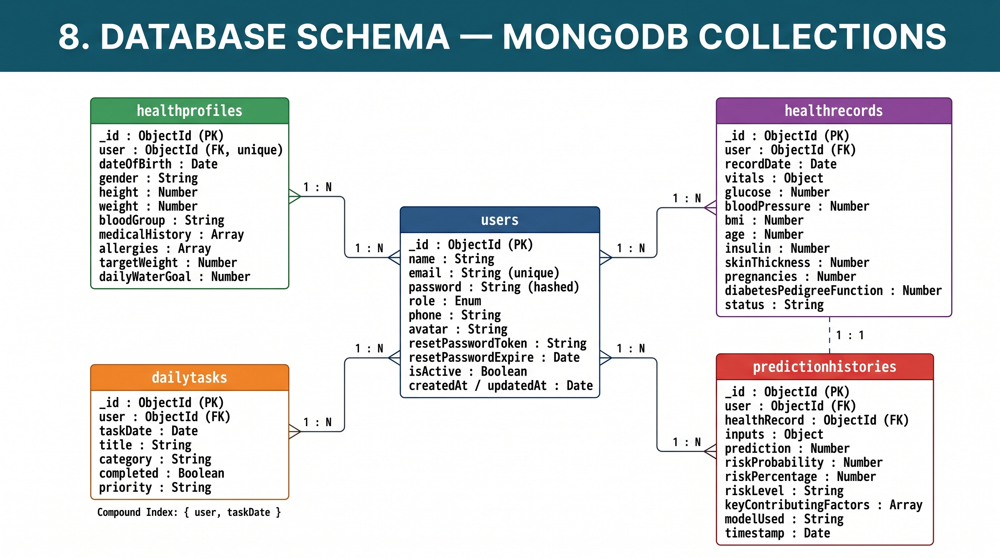 8. DATABASE SCHEMA — MONGODB COLLECTIONS
healthprofiles
_id : ObjectId (PK)
user : ObjectId (FK, unique)
dateOfBirth : Date
gender : String
height : Number
weight : Number
bloodGroup : String
medicalHistory : Array
allergies : Array
targetWeight : Number
dailyWaterGoal : Number
1 : N
1 : N
dailytasks
_id : ObjectId (PK)
user : ObjectId (FK)
taskDate : Date
title : String
category : String
completed : Boolean
priority : String
Compound Index: { user, taskDate }
1 : N
1 : N
users
_id : ObjectId (PK)
name : String
email : String (unique)
password : String (hashed)
role : Enum
phone : String
avatar : String
resetPasswordToken : String
resetPasswordExpire : Date
isActive : Boolean
createdAt / updatedAt : Date
1 : N
1 : N
healthrecords
_id : ObjectId (PK)
user : ObjectId (FK)
recordDate : Date
vitals : Object
glucose : Number
bloodPressure : Number
bmi : Number
age : Number
insulin : Number
skinThickness : Number
pregnancies : Number
diabetesPedigreeFunction : Number
status : String
1 : 1
1 : N
1 : N
predictionhistories
_id : ObjectId (PK)
user : ObjectId (FK)
healthRecord : ObjectId (FK)
inputs : Object
prediction : Number
riskProbability : Number
riskPercentage : Number
riskLevel : String
keyContributingFactors : Array
modelUsed : String
timestamp : Date